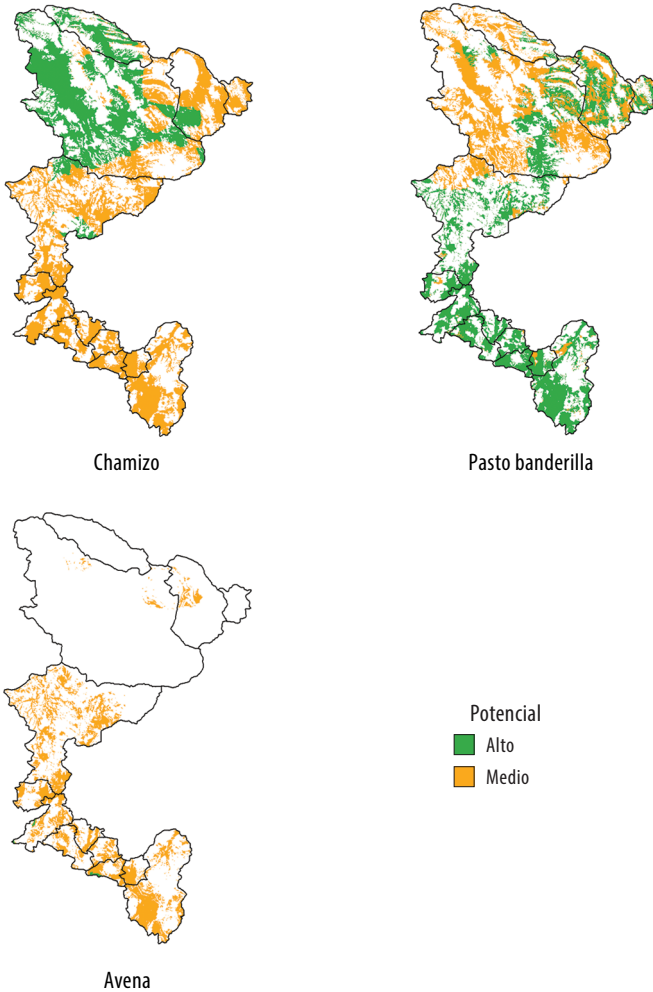 Chamizo
Pasto banderilla
Potencial
Alto
Medio
Avena